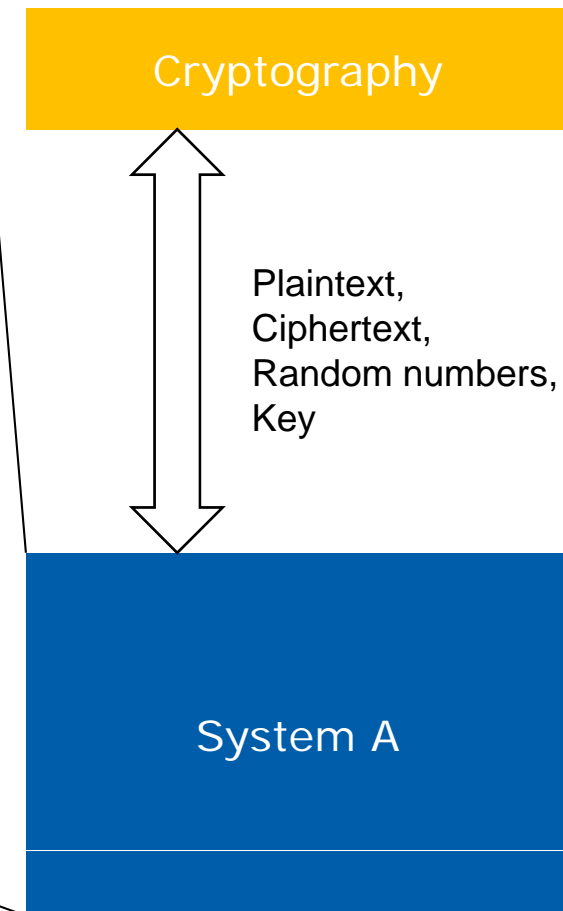 Cryptography
Plaintext,
Ciphertext,
Random numbers,
Key
System A